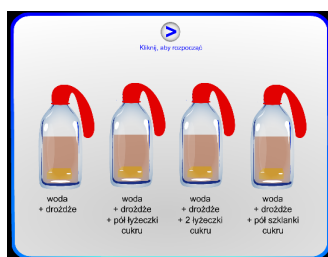 >
Kliknij, aby rozpocząć
woda
+ drożdże
woda
+ drożdże
+ pół łyżeczki
cukru
woda
+ drożdże
+ 2 łyżeczki
cukru
woda
+ drożdże
+ pół szklanki
cukru